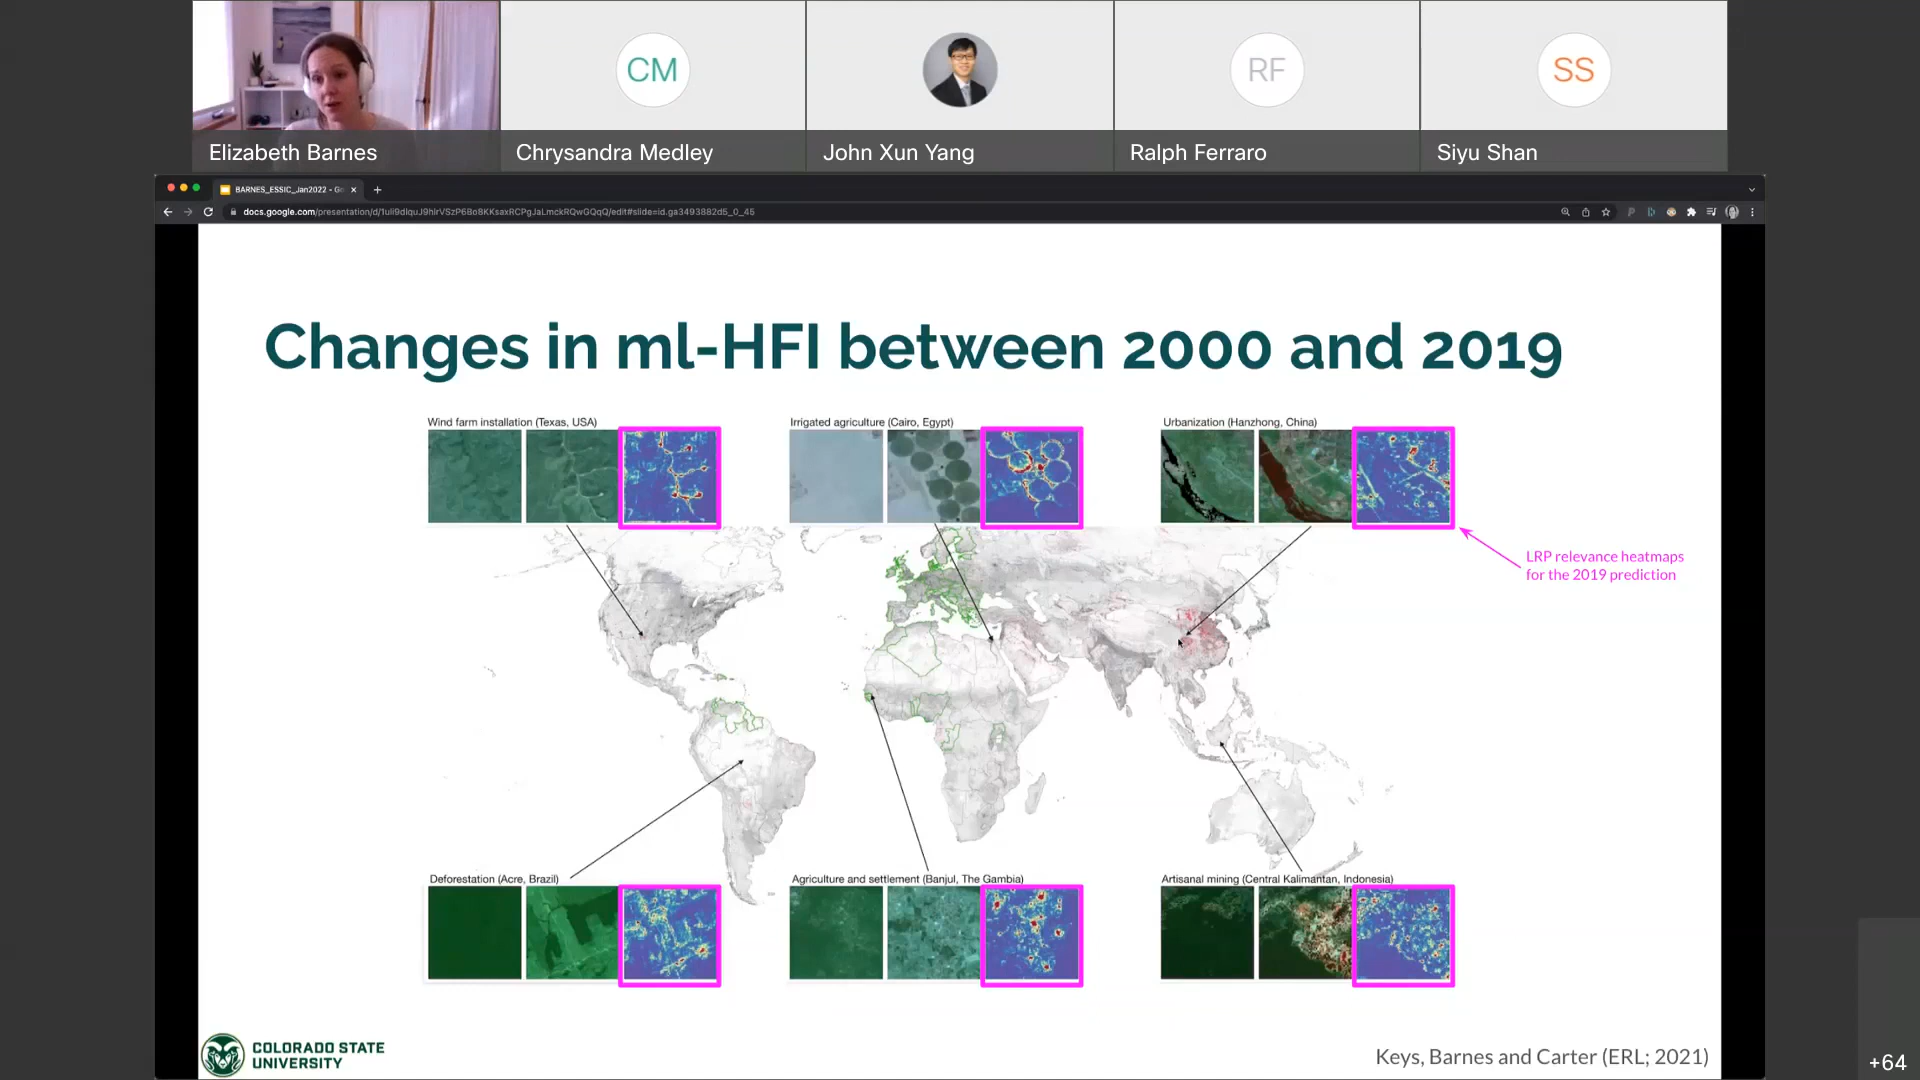 CM
RF
SS
Elizabeth Barnes
Chrysandra Medley
John Xun Yang
Ralph Ferraro
Siyu Shan
BARNES_ESSIC_Jan2022 - Go
Changes in ml-HFI between 2000 and 2019
Wind farm installation (Texas, USA)
Irrigated agriculture (Cairo, Egypt)
Urbanization (Hanzhong, China)
LRP relevance heatmaps
for the 2019 prediction
Deforestation (Acre, Brazil)
Agriculture and settlement (Banjul, The Gambia)
Artisanal mining (Central Kalimantan, Indonesia)
COLORADO STATE
UNIVERSITY
Keys, Barnes and Carter (ERL; 2021)
+64